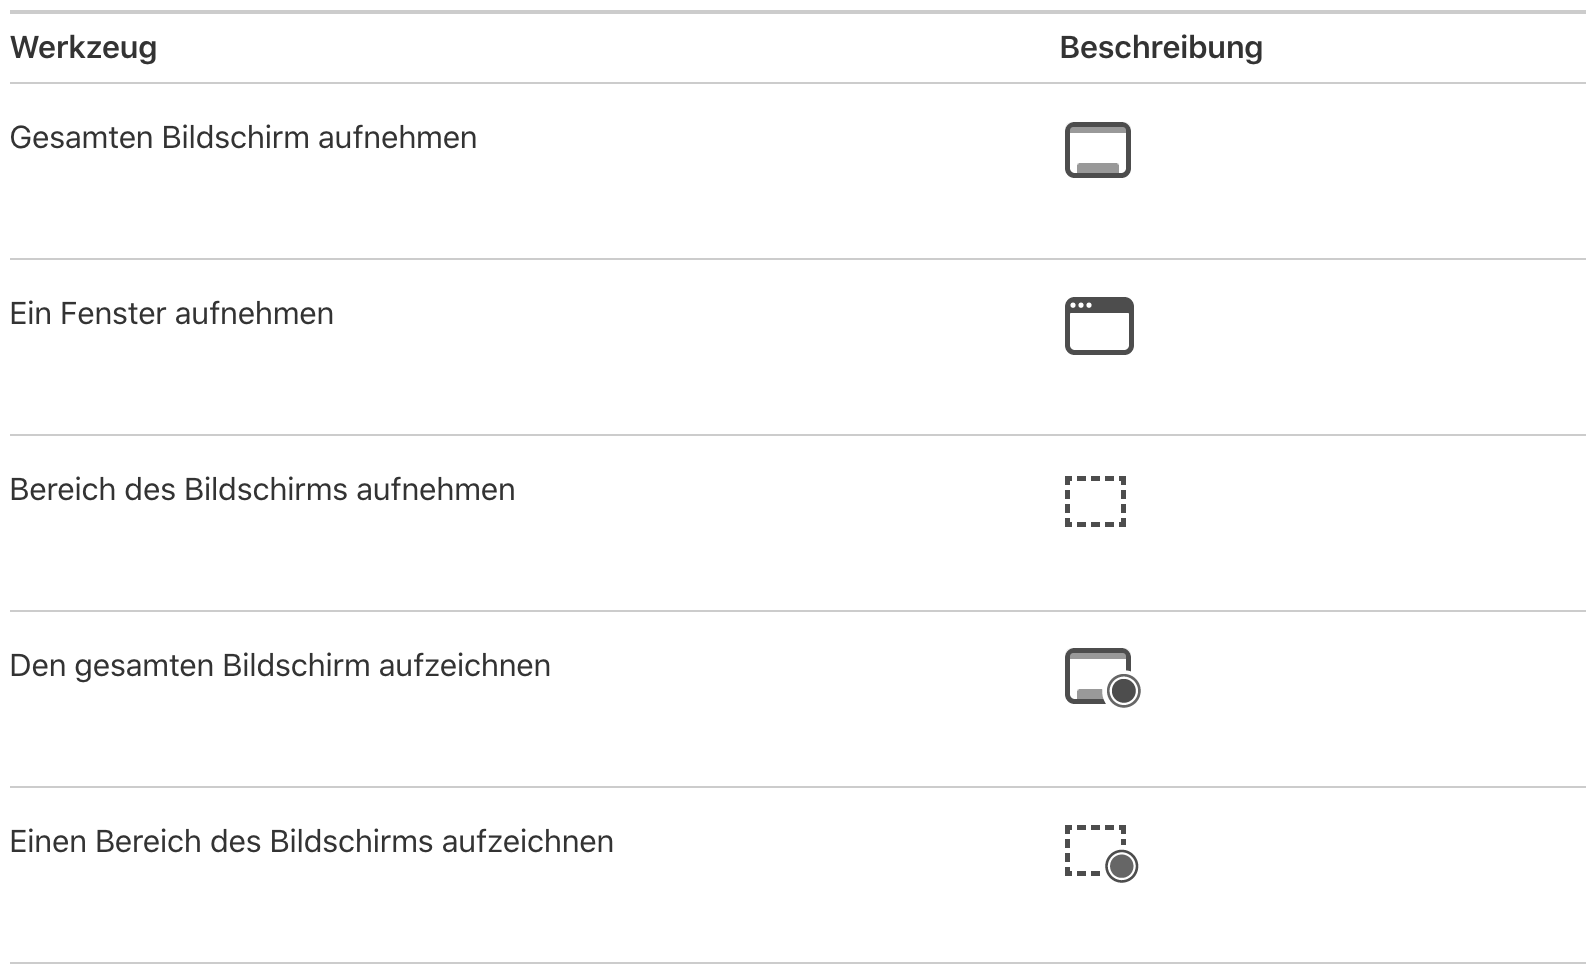 Werkzeug Beschreibung
Gesamten Bildschirm aufnehmen
Ein Fenster aufnehmen
Bereich des Bildschirms aufnehmen
Den gesamten Bildschirm aufzeichnen
Einen Bereich des Bildschirms aufzeichnen